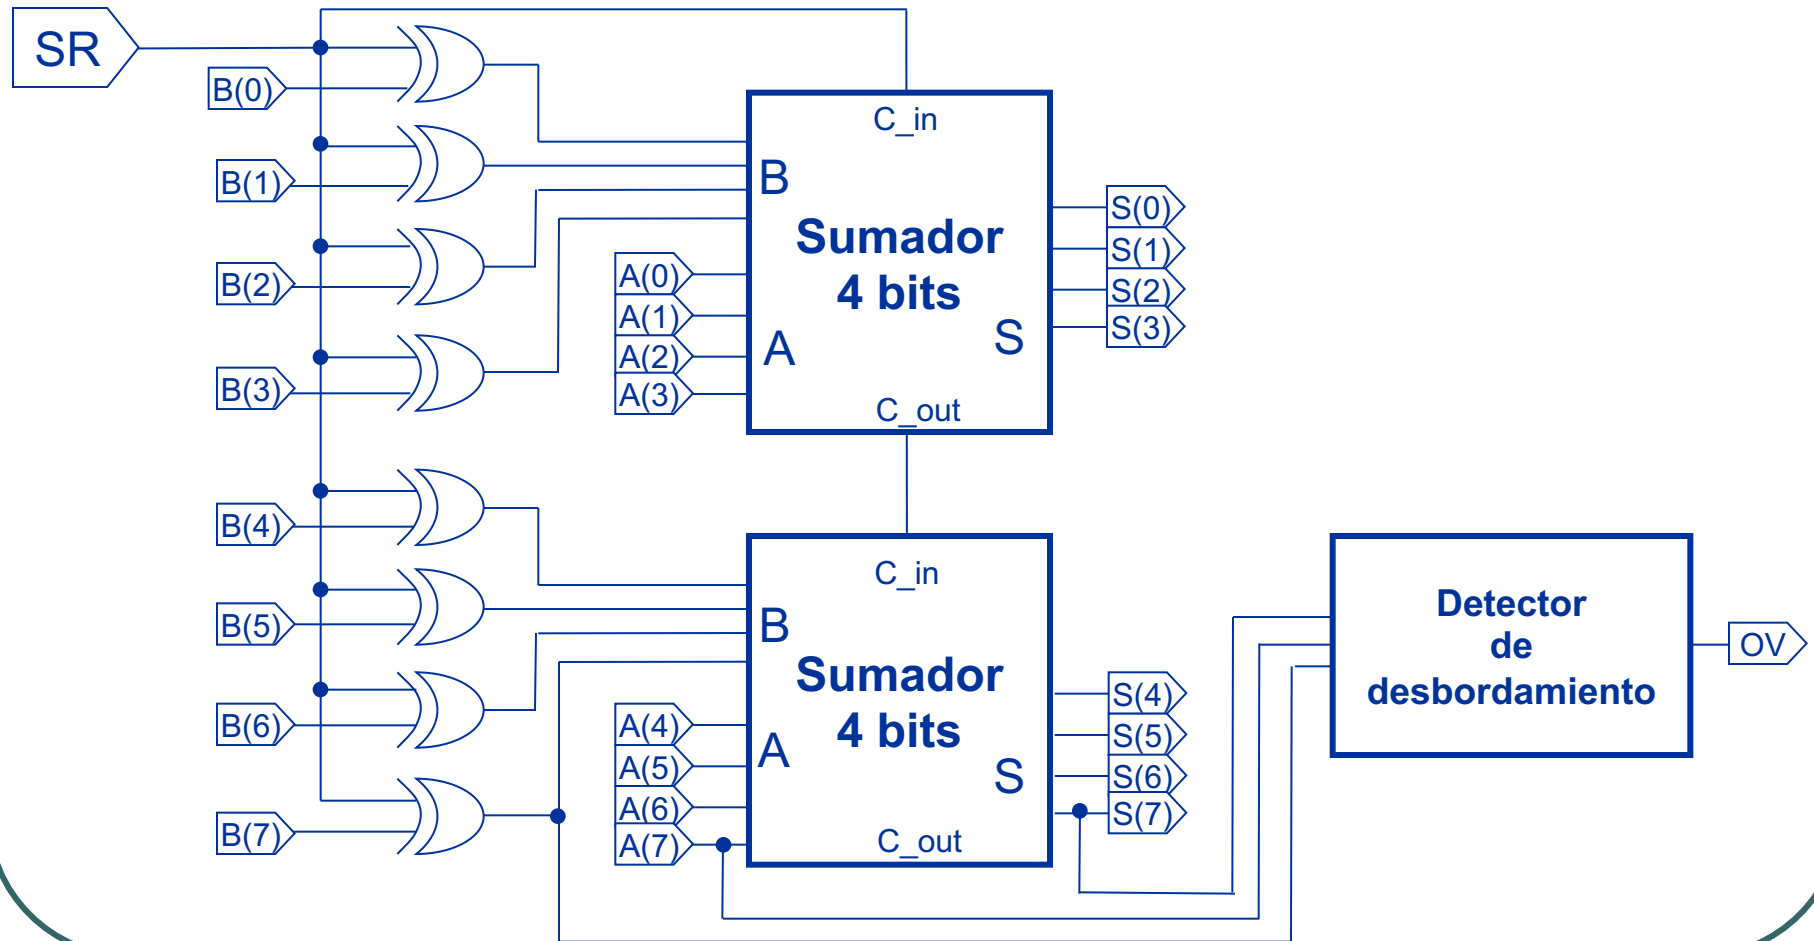 SR
B(0)
B(1)
B(2)
B(3)
A(0)
A(1)
A(2)
A(3)
C_in
B
Sumador
4 bits
A
S
C_out
S(0)
S(1)
S(2)
S(3)
B(4)
B(5)
B(6)
B(7)
A(4)
A(5)
A(6)
A(7)
C_in
B
Sumador
4 bits
A
S
C_out
S(4)
S(5)
S(6)
S(7)
Detector
de
desbordamiento
OV